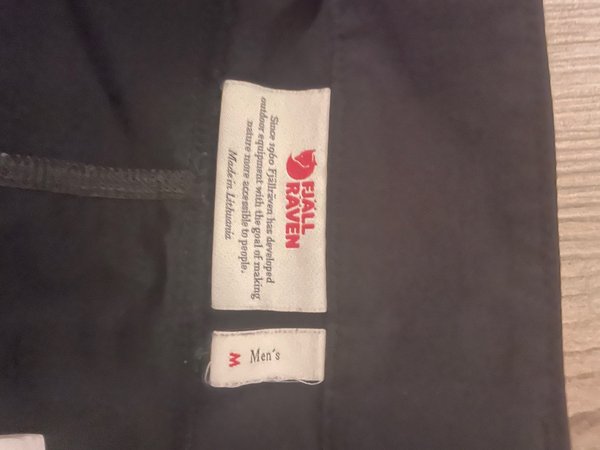 FJÄLL
RÄVEN
Since 1960 Fjällräven has developed
outdoor equipment with the goal of making
nature more accessible to people.
Made in Lithuania
M Men's